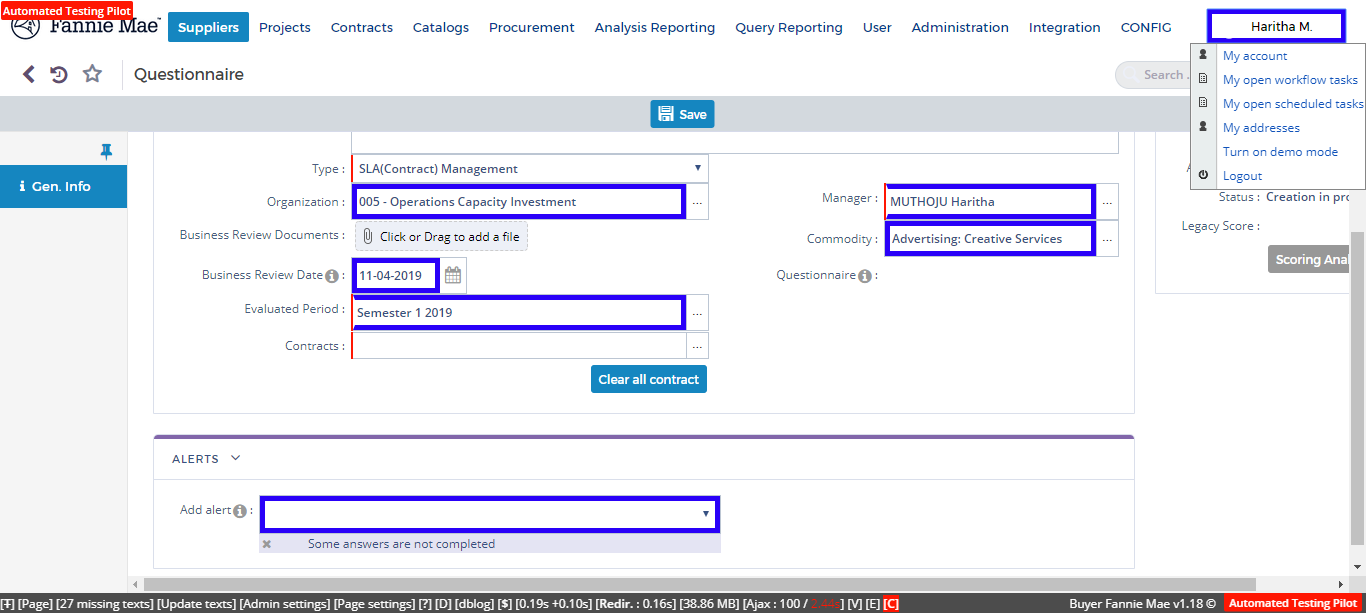 Automated Testing Pilot
Fannie Mae
Suppliers Projects Contracts Catalogs Procurement Analysis Reporting Query Reporting User Administration Integration CONFIG
Haritha M.
My account
My open workflow tasks
My open scheduled tasks
My addresses
Turn on demo mode
Logout
Questionnaire
Search .
Save
Gen. Info
Type : SLA(Contract) Management
Organization : 005 - Operations Capacity Investment ...
Manager : MUTHOJU Haritha ...
Business Review Documents : Click or Drag to add a file
Commodity : Advertising: Creative Services ...
Business Review Date : 11-04-2019
Questionnaire :
Evaluated Period : Semester 1 2019 ...
Contracts : ...
Clear all contract
Status : Creation in pro
Legacy Score :
Scoring Anal
ALERTS
Add alert :
Some answers are not completed
[Ŧ] [Page] [27 missing texts] [Update texts] [Admin settings] [Page settings] [?] [D] [dblog] [$] [0.19s +0.10s] [Redir. : 0.16s] [38.86 MB] [Ajax : 100 / ] [V] [E] [C]
Buyer Fannie Mae v1.18 © Automated Testing Pilot